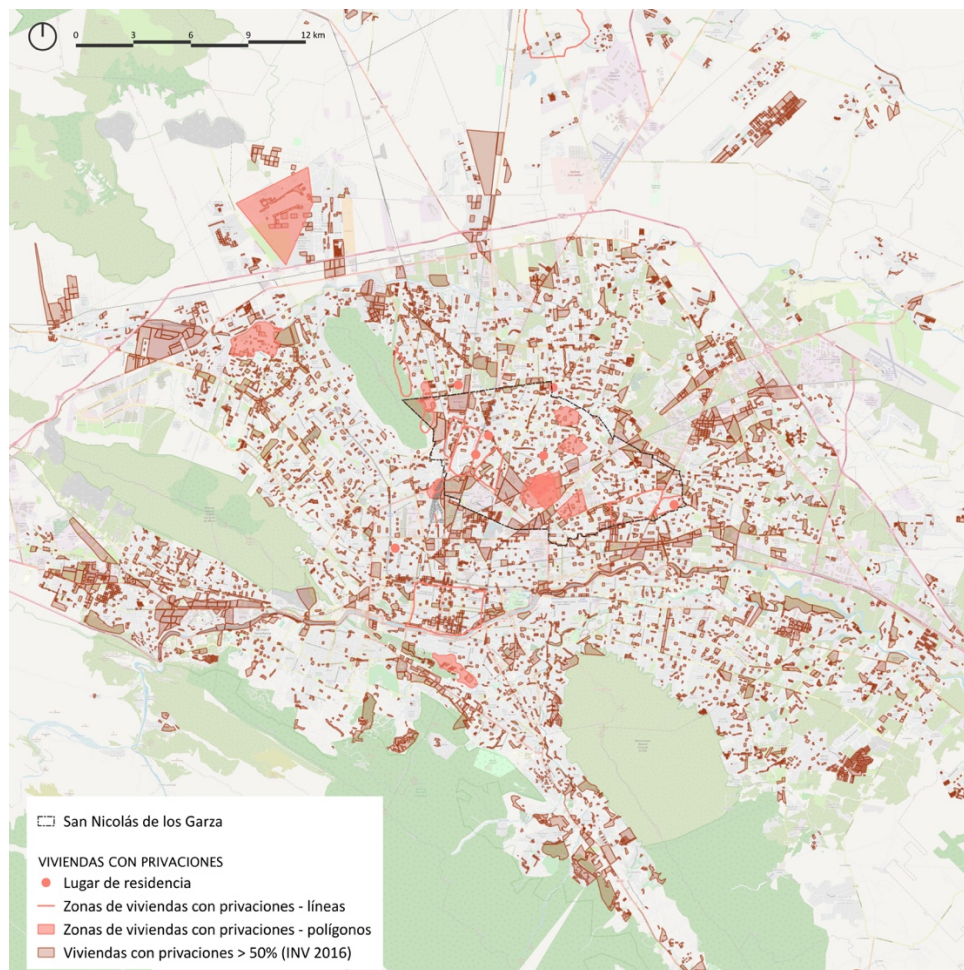 0 3 6 9 12 km
San Nicolás de los Garza
VIVIENDAS CON PRIVACIONES
Lugar de residencia
Zonas de viviendas con privaciones - líneas
Zonas de viviendas con privaciones - polígonos
Viviendas con privaciones > 50% (INV 2016)